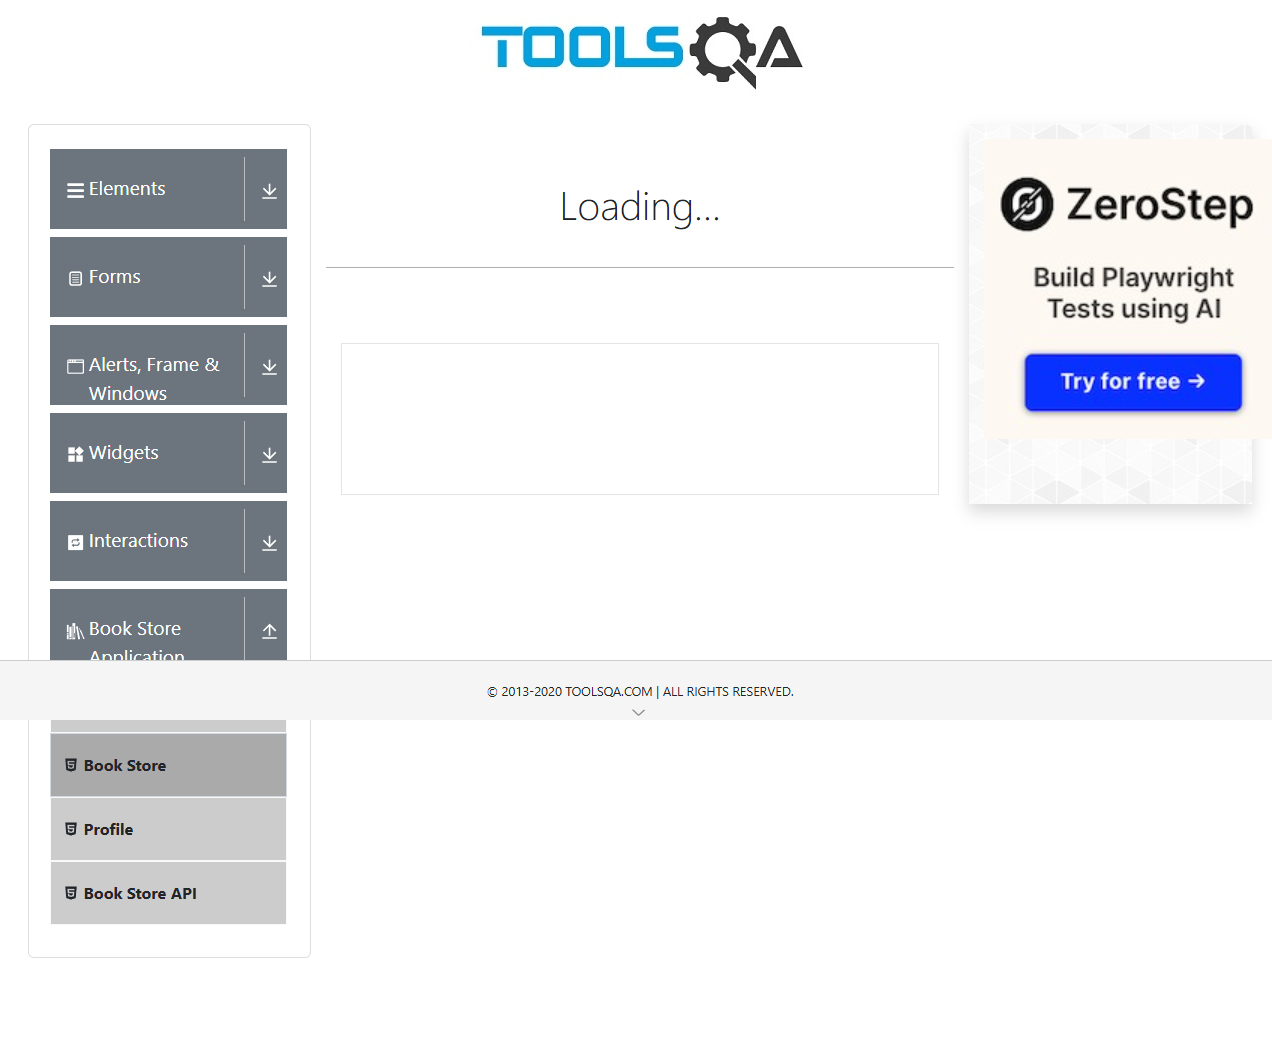 TOOLSQA
Elements
Forms
Alerts, Frame &
Windows
Widgets
Interactions
Book Store
Application
Book Store
Profile
Book Store API
Loading...
ZeroStep
Build Playwright
Tests using AI
Try for free →
© 2013-2020 TOOLSQA.COM | ALL RIGHTS RESERVED.